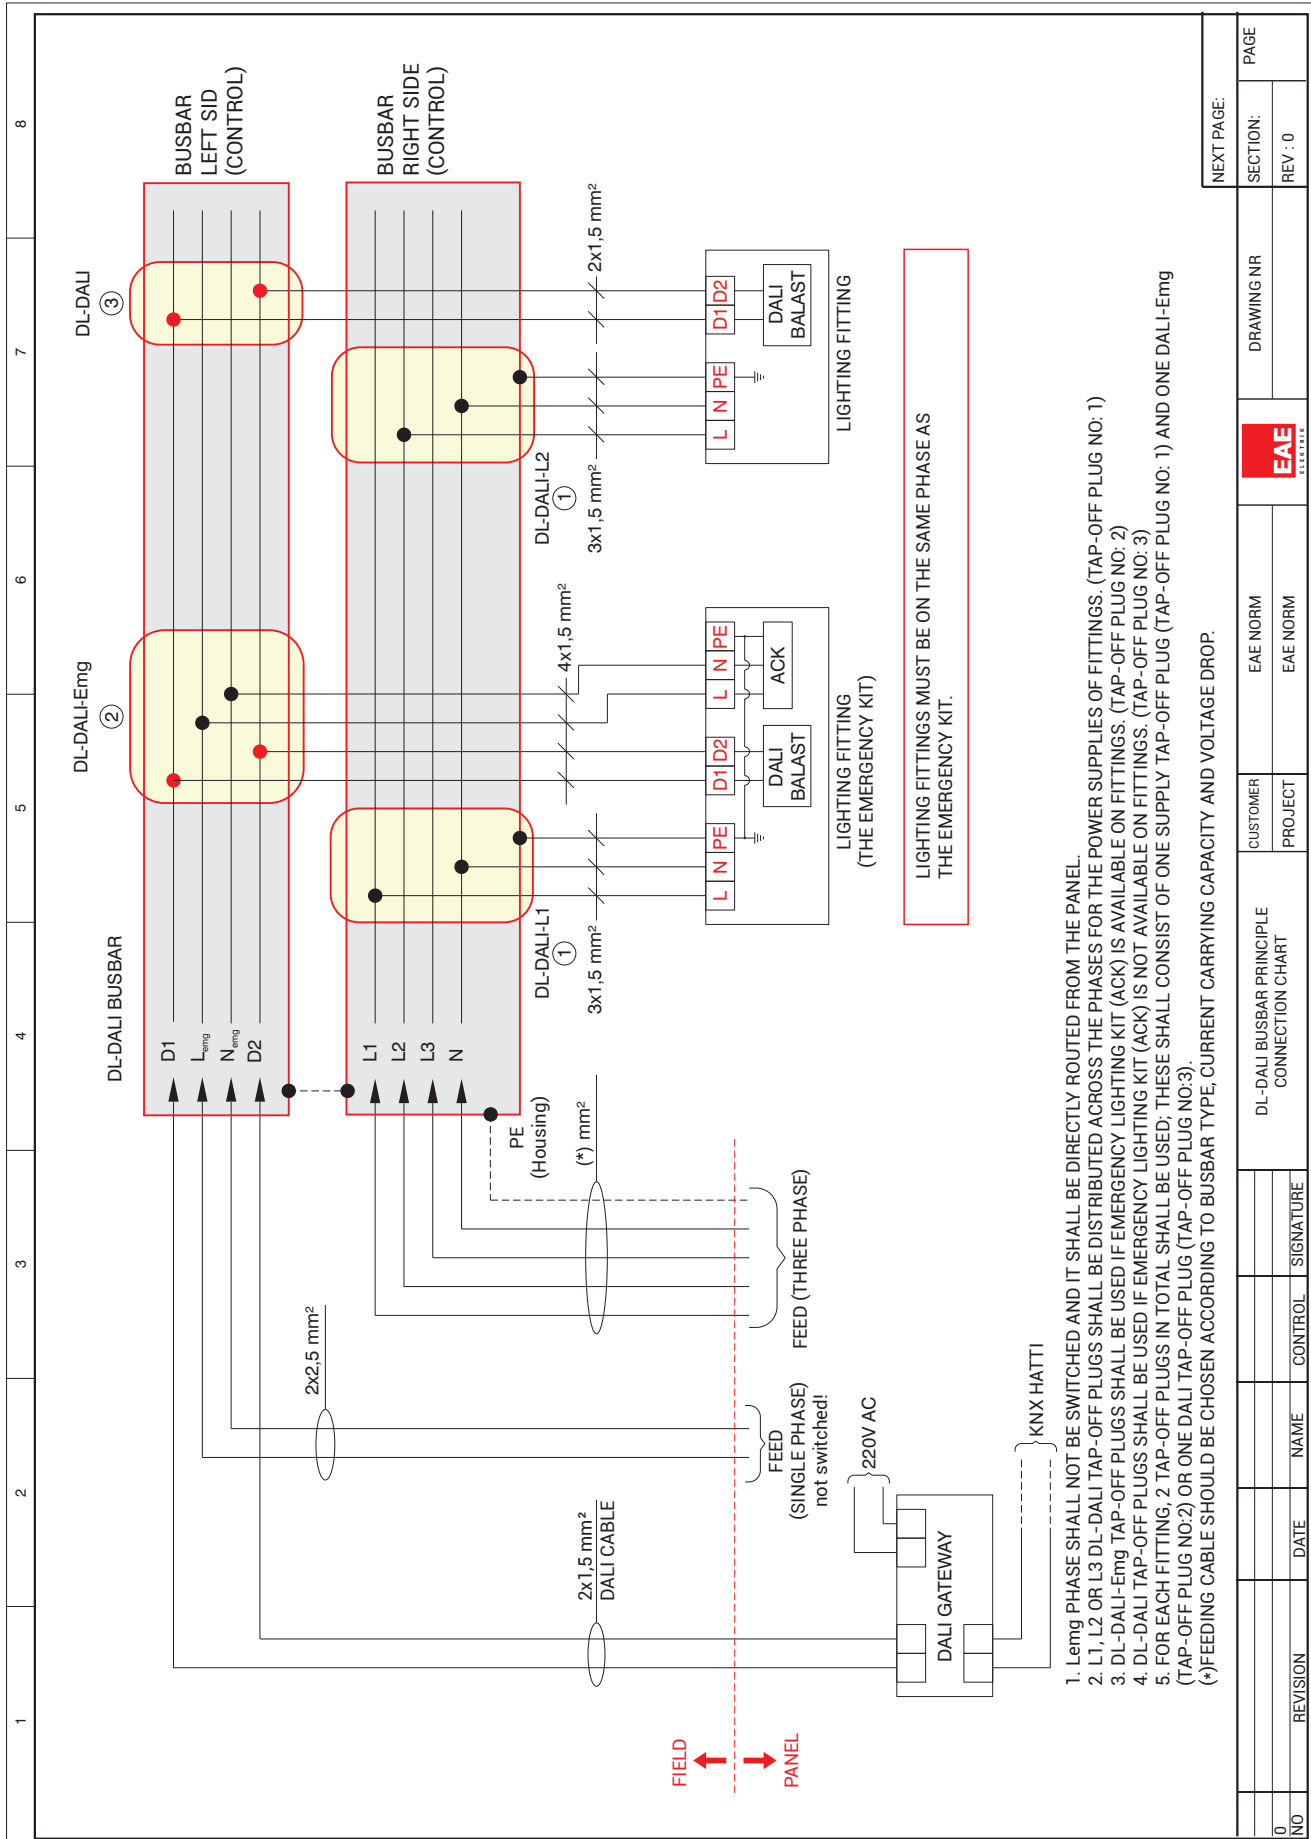 1
2
3
4
5
6
7
8
DL-DALI BUSBAR
DL-DALI-Emg
2
DL-DALI
3
BUSBAR
LEFT SID
(CONTROL)
D1
Lemg
Nemg
D2
BUSBAR
RIGHT SIDE
(CONTROL)
L1
L2
L3
N
PE
(Housing)
DL-DALI-L1
1
3x1,5 mm²
4x1,5 mm²
DL-DALI-L2
1
3x1,5 mm²
2x1,5 mm²
2x2,5 mm²
(*) mm²
2x1,5 mm²
DALI CABLE
FIELD
PANEL
FEED
(SINGLE PHASE)
not switched!
FEED (THREE PHASE)
220V AC
DALI GATEWAY
KNX HATTI
L N PE D1 D2 L N PE
DALI
BALAST
ACK
LIGHTING FITTING
(THE EMERGENCY KIT)
L N PE D1 D2
DALI
BALAST
LIGHTING FITTING
LIGHTING FITTINGS MUST BE ON THE SAME PHASE AS
THE EMERGENCY KIT.
1. Lemg PHASE SHALL NOT BE SWITCHED AND IT SHALL BE DIRECTLY ROUTED FROM THE PANEL.
2. L1, L2 OR L3 DL-DALI TAP-OFF PLUGS SHALL BE DISTRIBUTED ACROSS THE PHASES FOR THE POWER SUPPLIES OF FITTINGS. (TAP-OFF PLUG NO: 1)
3. DL-DALI-Emg TAP-OFF PLUGS SHALL BE USED IF EMERGENCY LIGHTING KIT (ACK) IS AVAILABLE ON FITTINGS. (TAP-OFF PLUG NO: 2)
4. DL-DALI TAP-OFF PLUGS SHALL BE USED IF EMERGENCY LIGHTING KIT (ACK) IS NOT AVAILABLE ON FITTINGS. (TAP-OFF PLUG NO: 3)
5. FOR EACH FITTING, 2 TAP-OFF PLUGS IN TOTAL SHALL BE USED; THESE SHALL CONSIST OF ONE SUPPLY TAP-OFF PLUG (TAP-OFF PLUG NO: 1) AND ONE DALI-Emg
(TAP-OFF PLUG NO:2) OR ONE DALI TAP-OFF PLUG (TAP-OFF PLUG NO:3).
(*)FEEDING CABLE SHOULD BE CHOSEN ACCORDING TO BUSBAR TYPE, CURRENT CARRYING CAPACITY AND VOLTAGE DROP.
NEXT PAGE:
0
NO
REVISION
DATE
NAME
CONTROL
SIGNATURE
DL-DALI BUSBAR PRINCIPLE
CONNECTION CHART
CUSTOMER
EAE NORM
PROJECT
EAE NORM
EAE
ELEKTRIK
DRAWING NR
SECTION:
REV : 0
PAGE